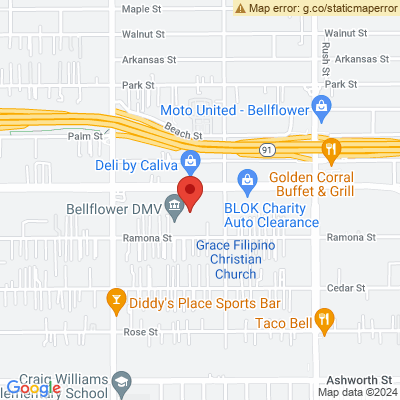 Map error: g.co/staticmaperror
Maple St
Walnut St
Walnut St
Arkansas St
Arkansas St
Rush St
Park St
Park St
Moto United - Bellflower
Beach St
Palm St
91
Deli by Caliva
Golden Corral
Buffet & Grill
Bellflower DMV
BLOK Charity
Auto Clearance
Ramona St
Ramona St
Grace Filipino
Christian
Church
Cedar St
Diddy's Place Sports Bar
Taco Bell
Rose St
Craig Williams
Elementary School
Ashworth St
Google
Map data ©2024